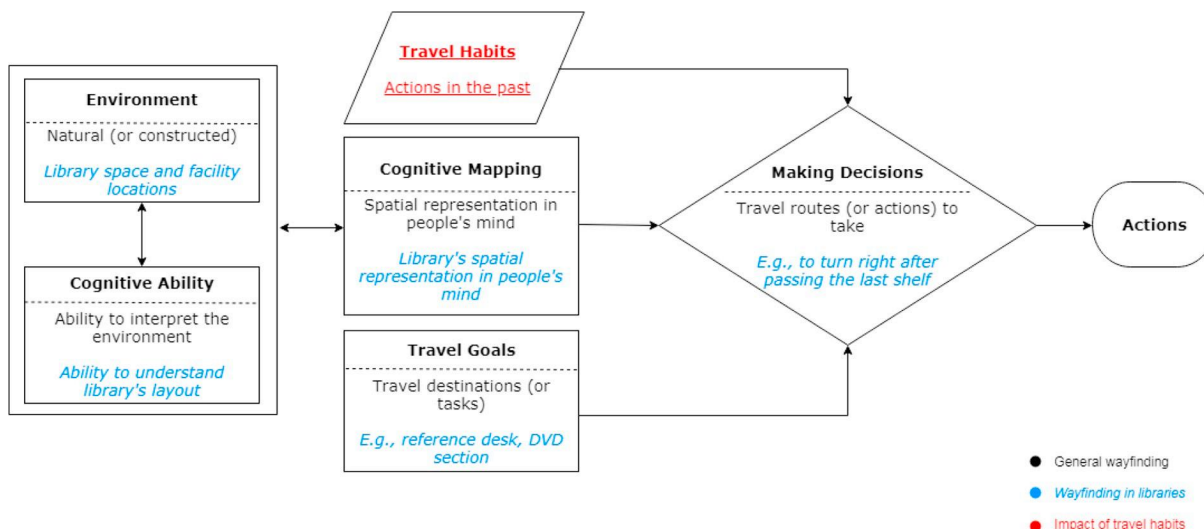 Travel Habits
Actions in the past
Environment
Natural (or constructed)
Library space and facility
locations
Cognitive Ability
Ability to interpret the
environment
Ability to understand
library's layout
Cognitive Mapping
Spatial representation in
people's mind
Library's spatial
representation in people's
mind
Travel Goals
Travel destinations (or
tasks)
E.g., reference desk, DVD
section
Making Decisions
Travel routes (or actions) to
take
E.g., to turn right after
passing the last shelf
Actions
General wayfinding
Wayfinding in libraries
Impact of travel habits